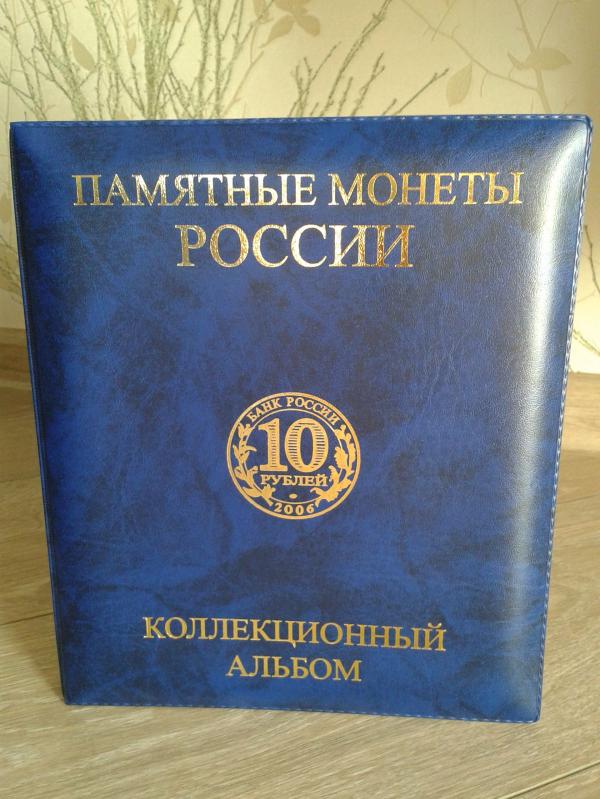 ПАМЯТНЫЕ МОНЕТЫ
РОССИИ
БАНК РОССИИ
10
РУБЛЕЙ
2006
КОЛЛЕКЦИОННЫЙ
АЛЬБОМ